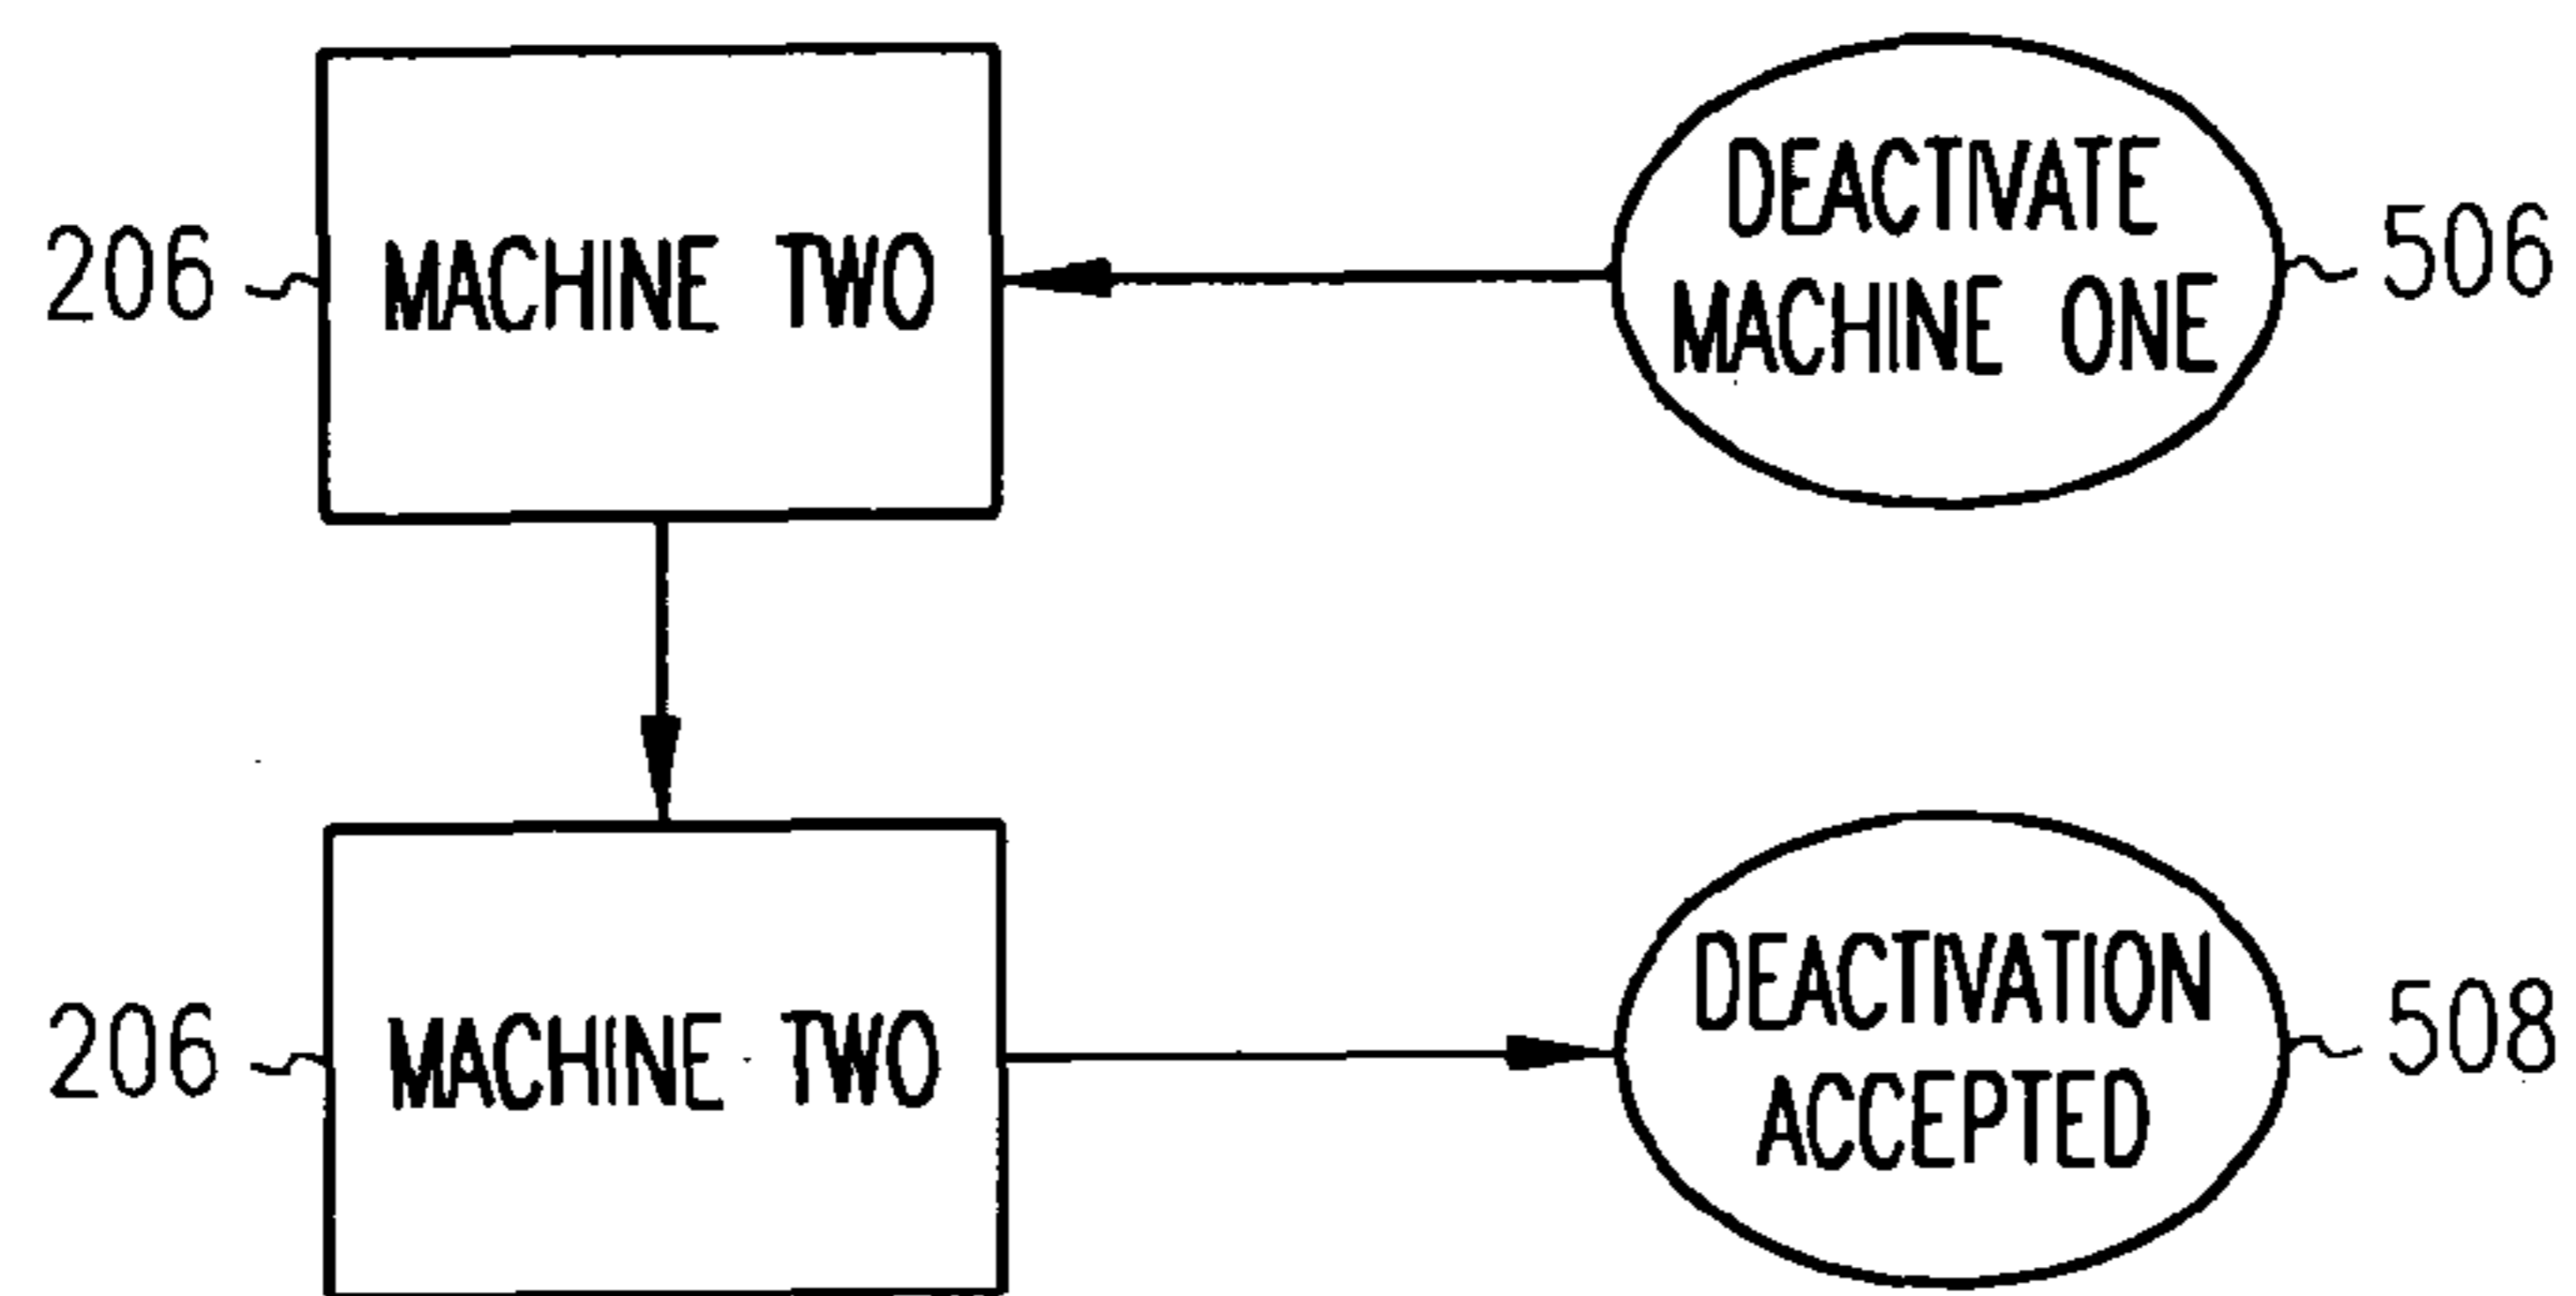 DEACTIVATE
206 MACHINE TWO 506
MACHINE ONE
DEACTIVATION
206 MACHINE TWO 508
ACCEPTED